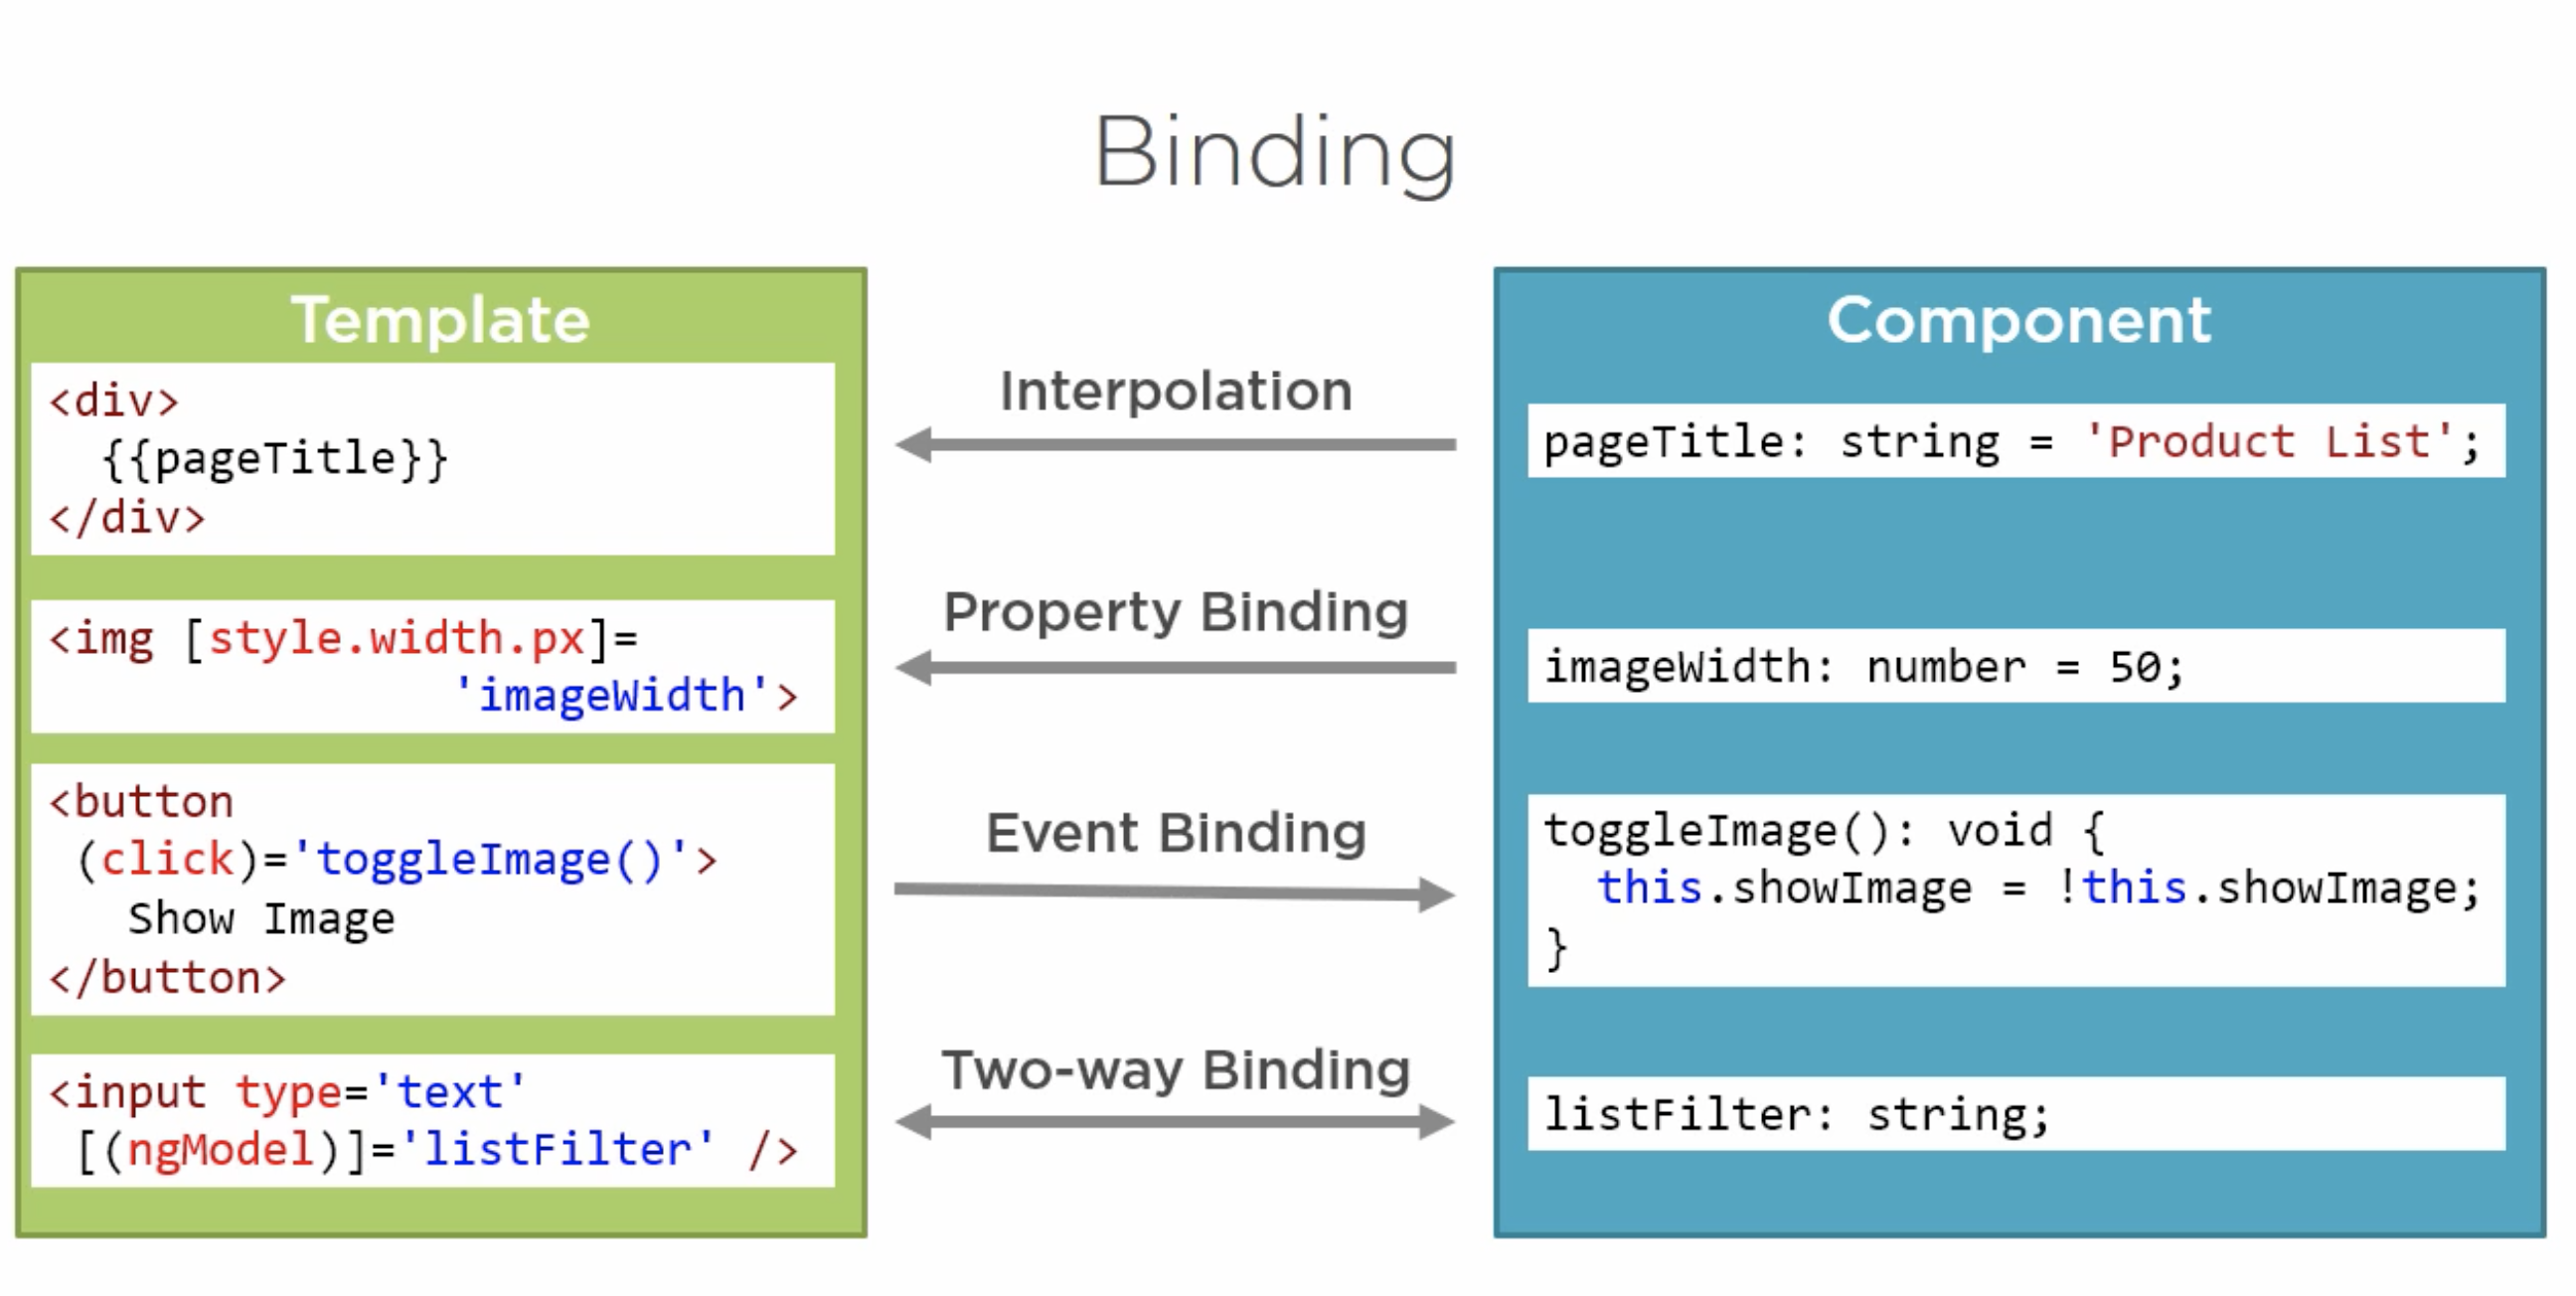 Binding
Template
<div>
  {{pageTitle}}
</div>
<img [style.width.px]=
                'imageWidth'>
<button
 (click)='toggleImage()'>
   Show Image
</button>
<input type='text'
 [(ngModel)]='listFilter' />
Interpolation
Property Binding
Event Binding
Two-way Binding
Component
pageTitle: string = 'Product List';
imageWidth: number = 50;
toggleImage(): void {
  this.showImage = !this.showImage;
}
listFilter: string;